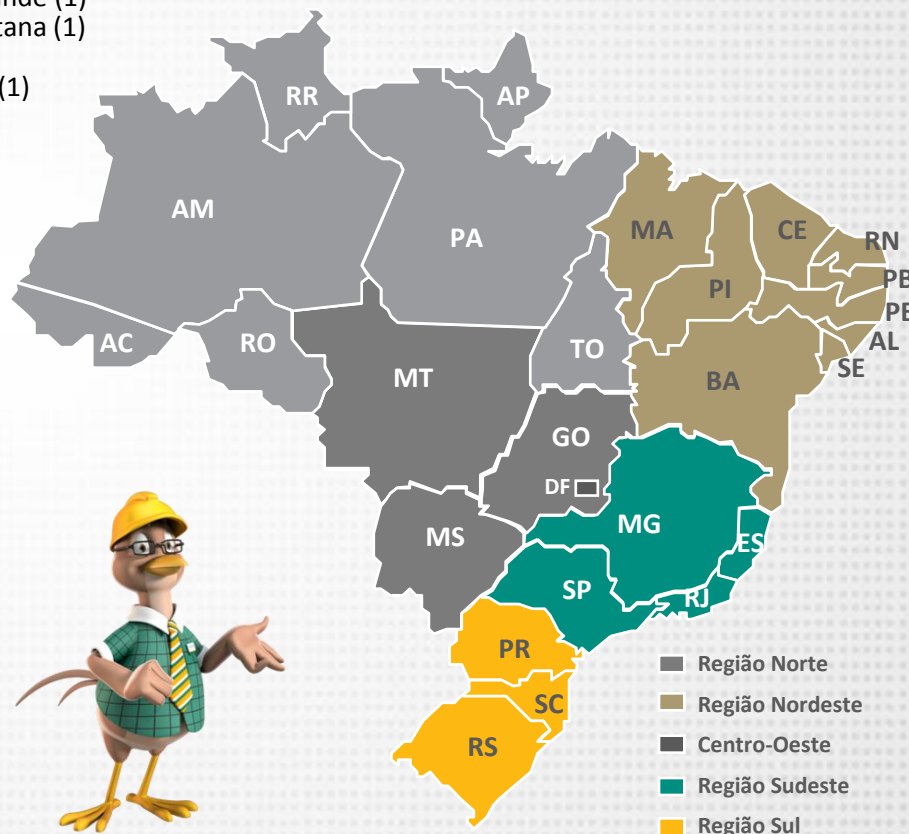 (1)
tana (1)
(1)
RR
AP
AM
PA
MA
CE
RN
PI
PB
PE
AC
RO
TO
AL
SE
MT
BA
GO
DF
MG
MS
ES
SP
RJ
PR
SC
RS
Região Norte
Região Nordeste
Centro-Oeste
Região Sudeste
Região Sul